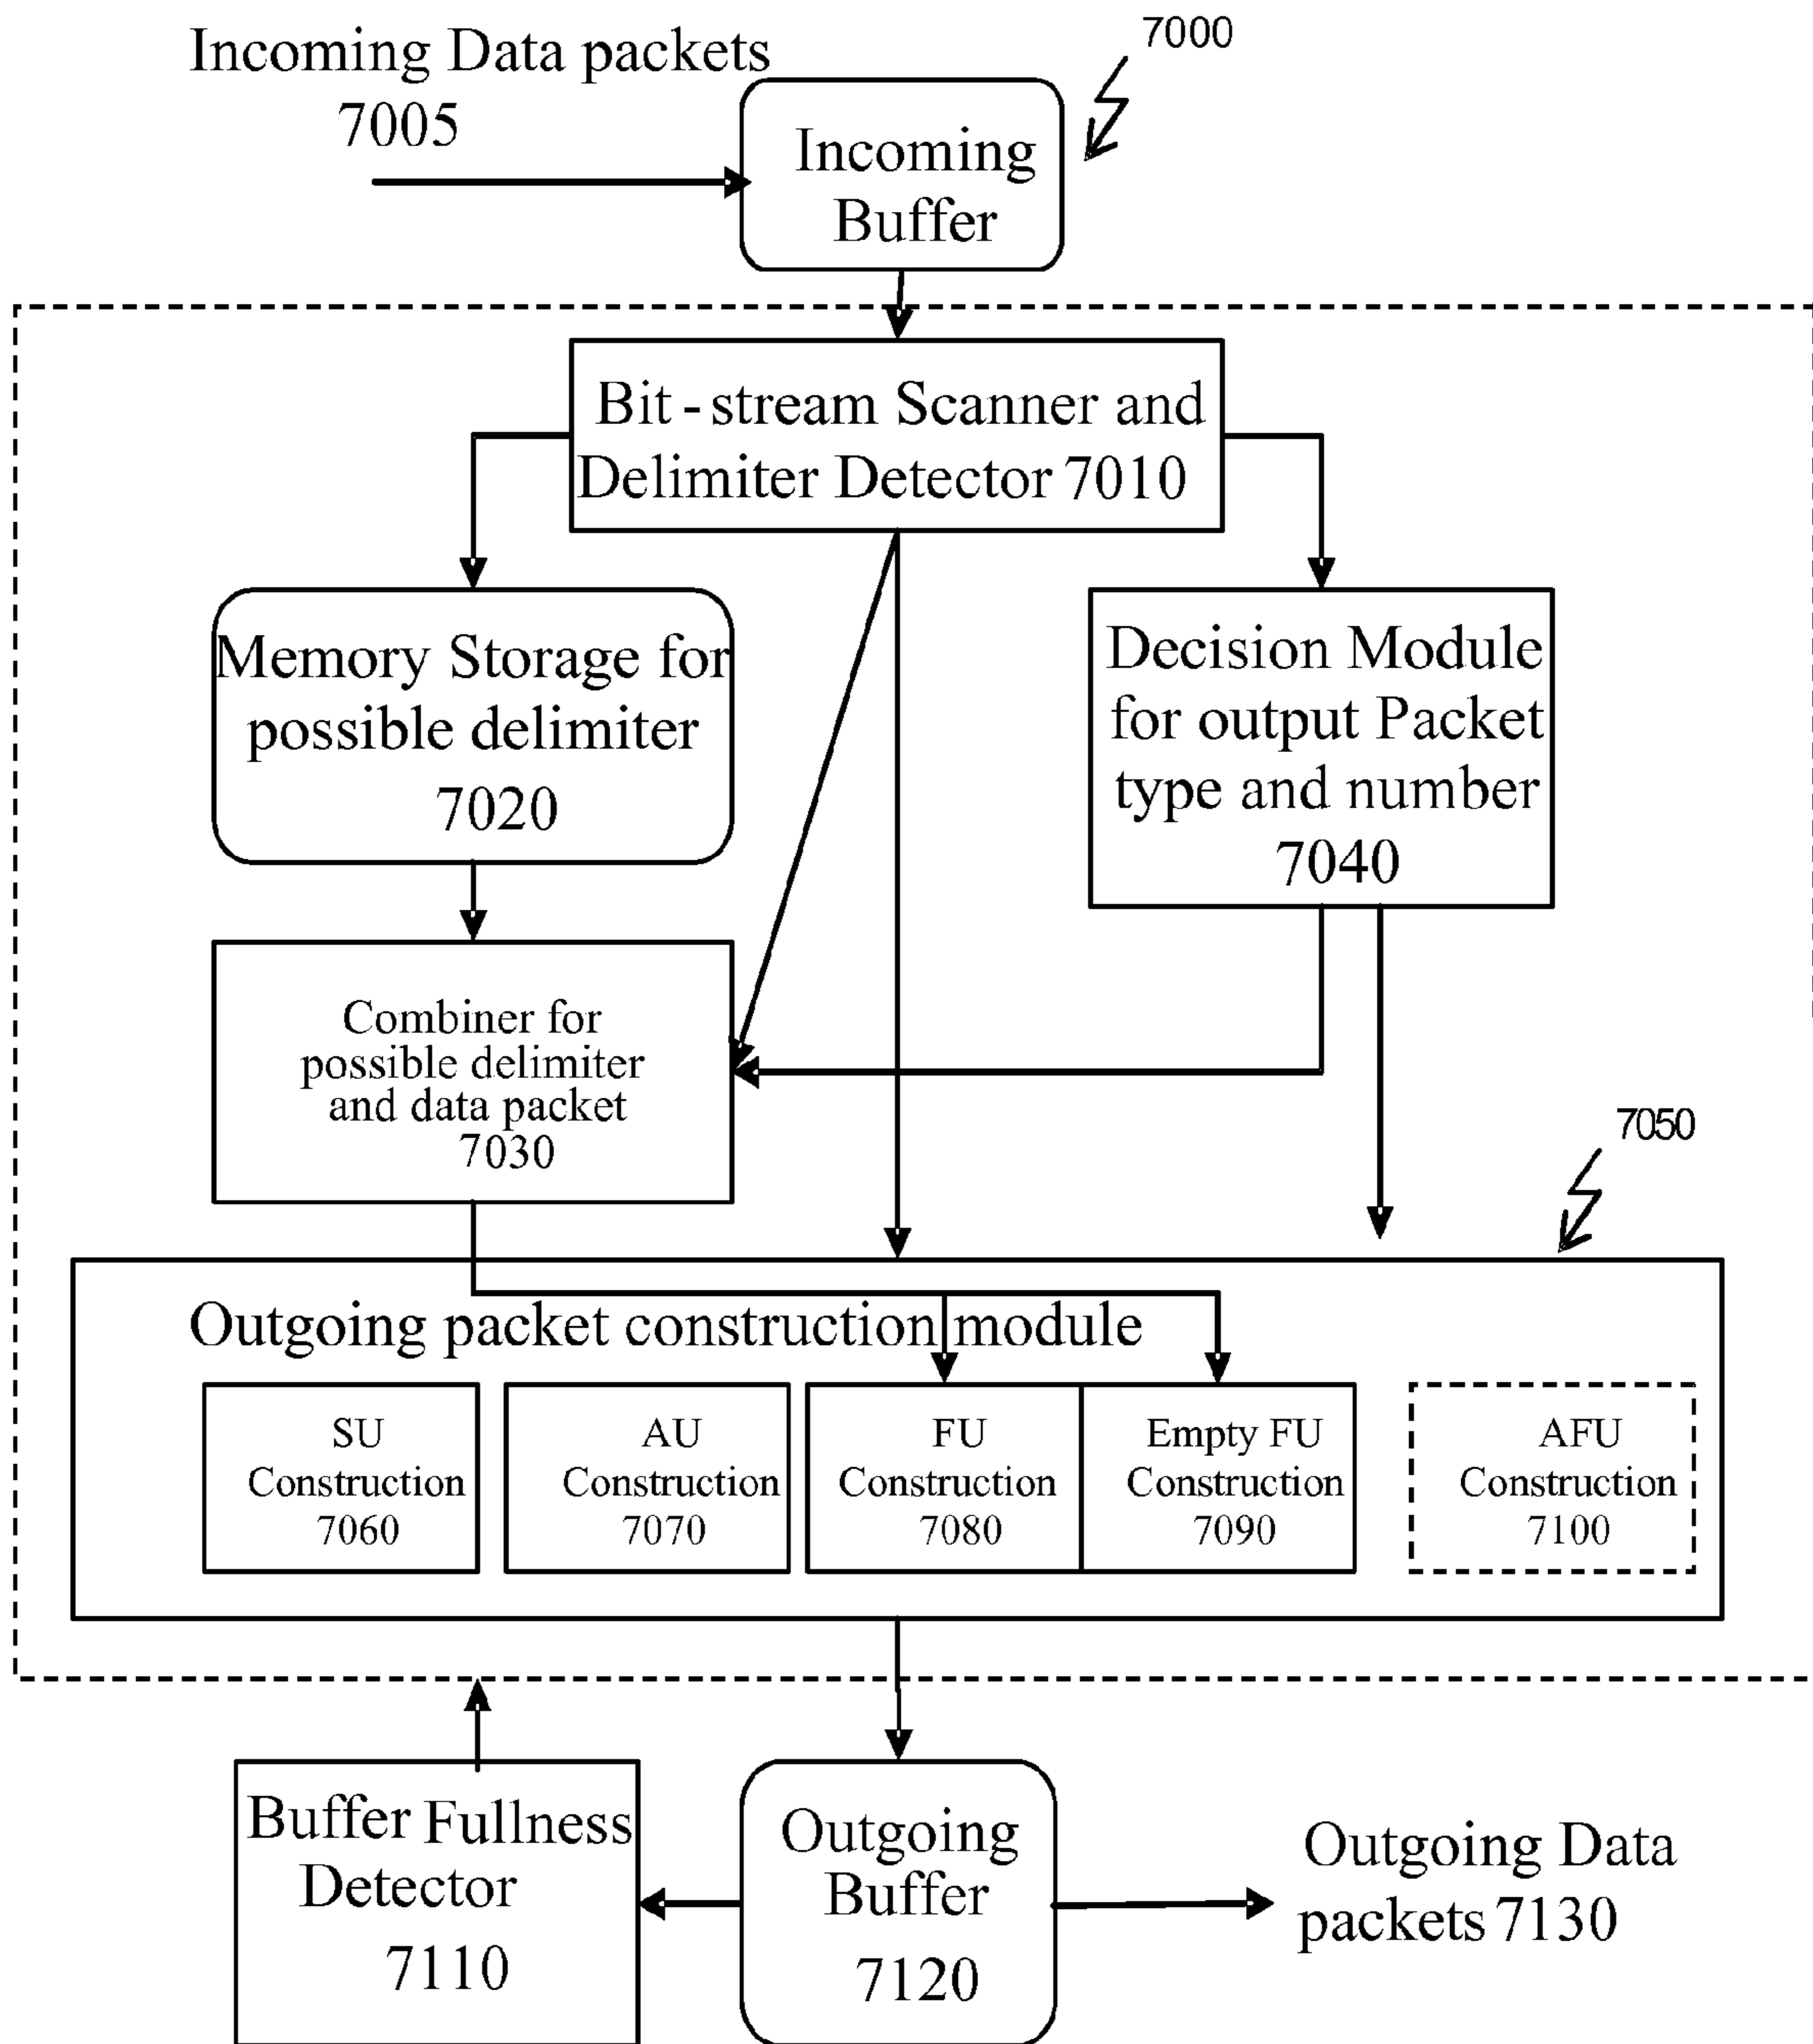 7000
Incoming Data packets
7005
Incoming
Buffer
Bit - stream Scanner and
Delimiter Detector 7010
Memory Storage for
possible delimiter
7020
Decision Module
for output Packet
type and number
7040
Combiner for
possible delimiter
and data packet
7030
7050
Outgoing packet construction module
SU
Construction
7060
AU
Construction
7070
FU
Construction
7080
Empty FU
Construction
7090
AFU
Construction
7100
Buffer Fullness
Detector
7110
Outgoing
Buffer
7120
Outgoing Data
packets 7130